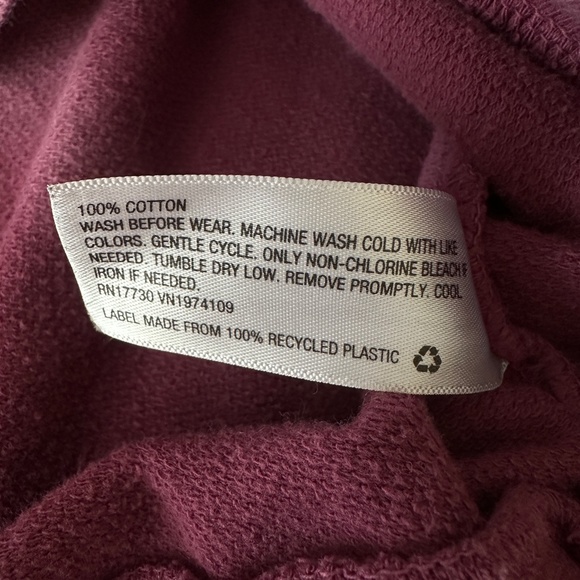 100% COTTON
WASH BEFORE WEAR. MACHINE WASH COLD WITH LIKE
COLORS. GENTLE CYCLE. ONLY NON-CHLORINE BLEACH IF
NEEDED. TUMBLE DRY LOW. REMOVE PROMPTLY. COOL
IRON IF NEEDED.
RN17730 VN1974109
LABEL MADE FROM 100% RECYCLED PLASTIC